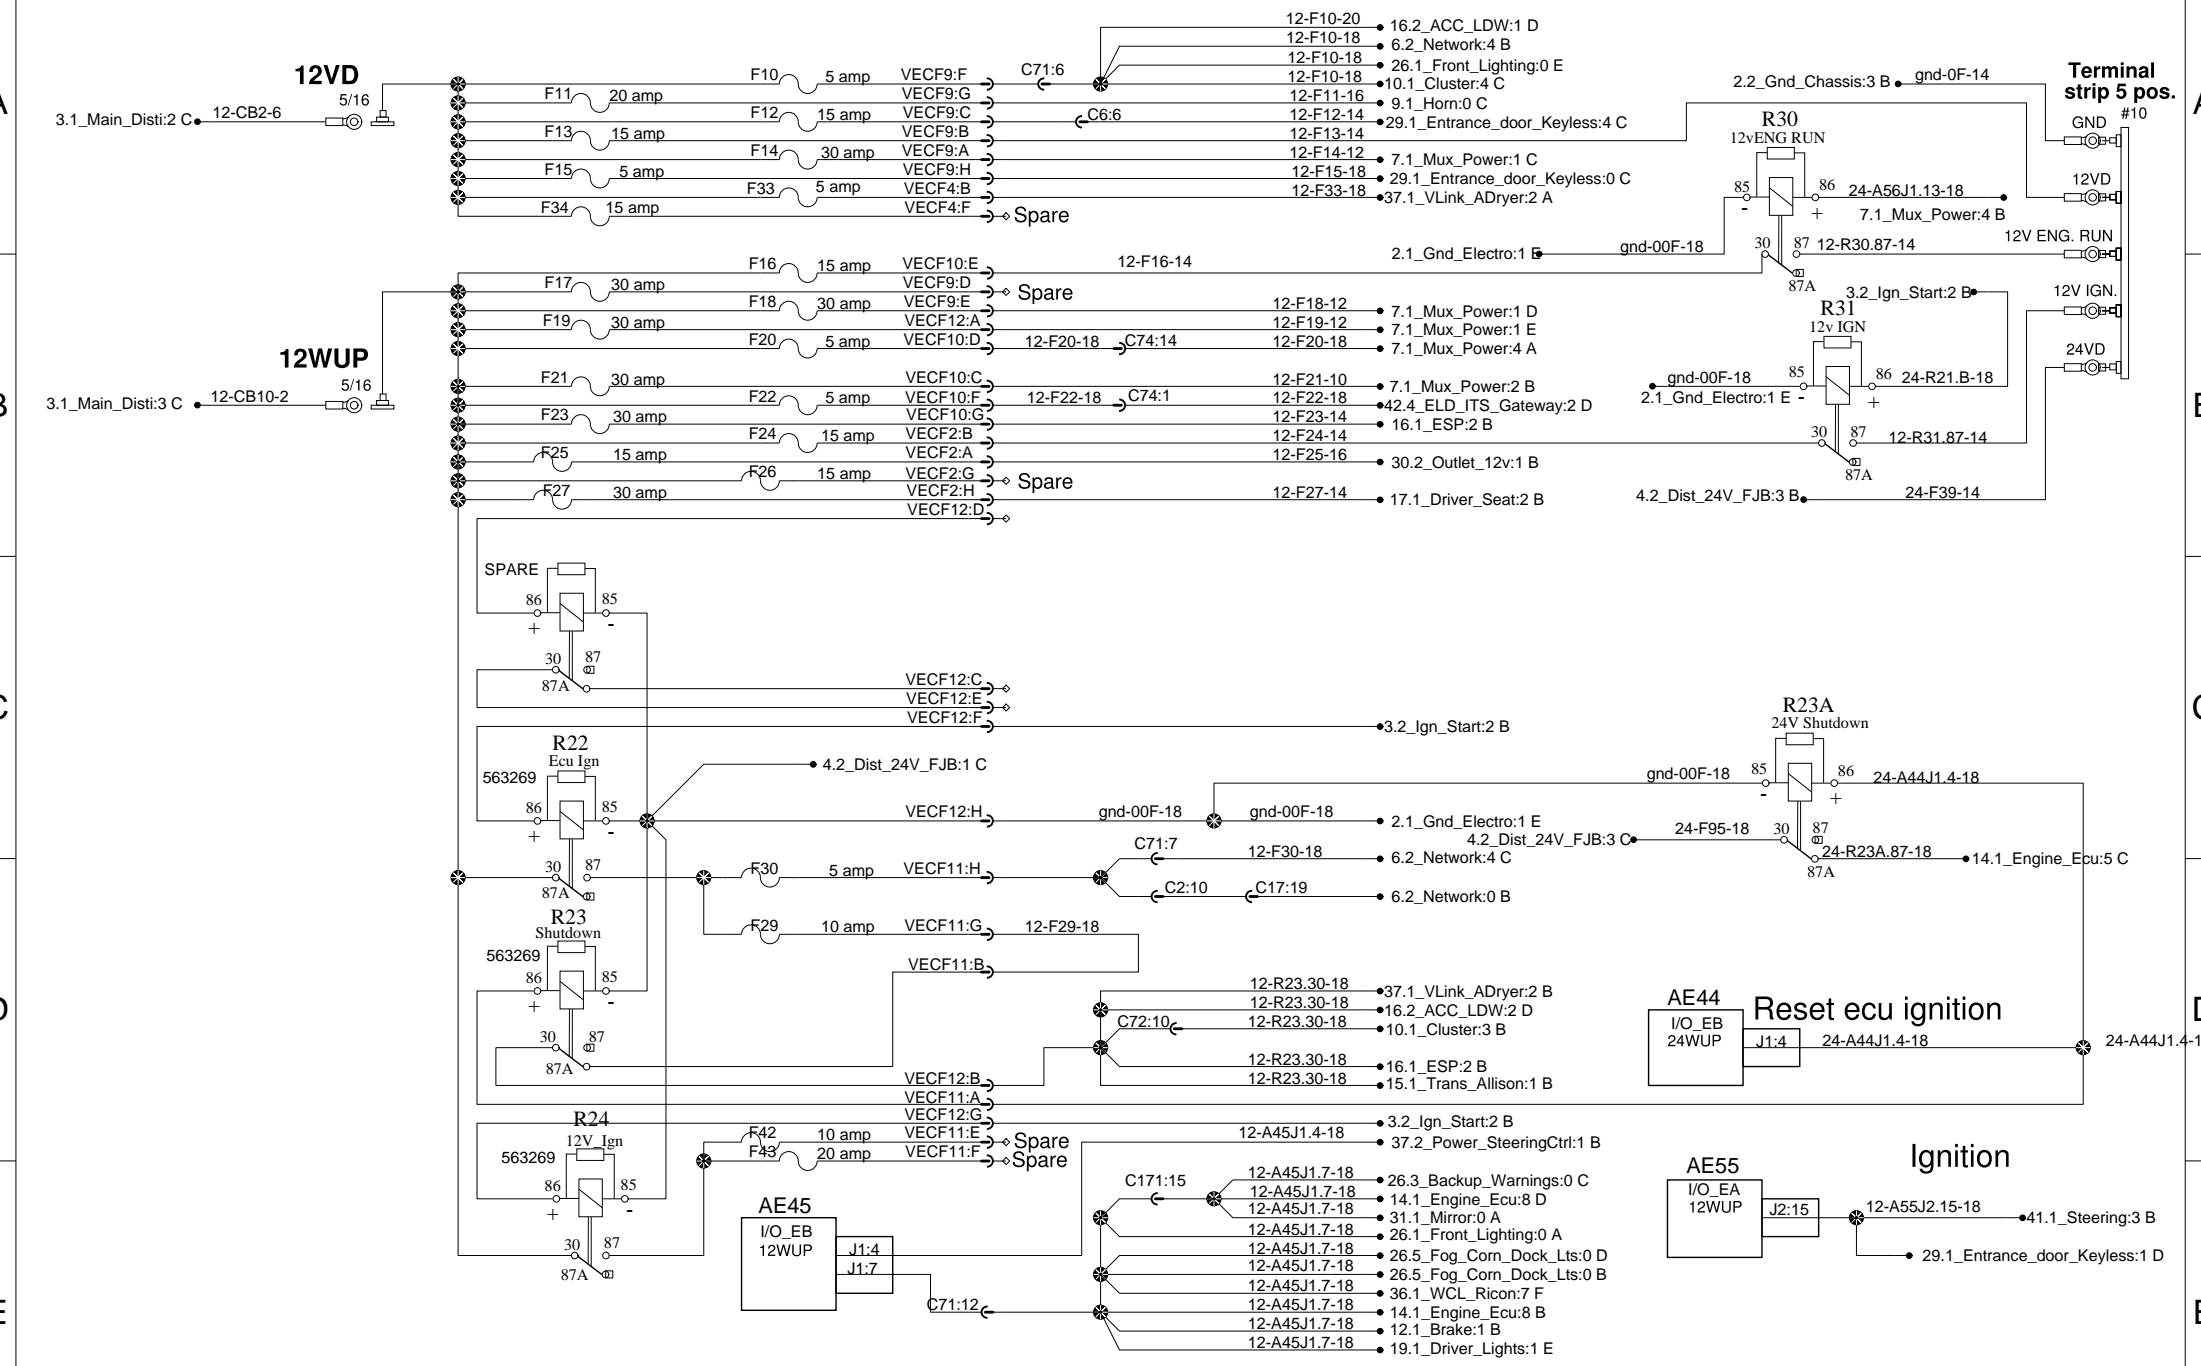 12VD
5/16
3.1_Main_Disti:2 C
12-CB2-6
F10 5 amp VECF9:F C71:6
12-F10-20 16.2_ACC_LDW:1 D
12-F10-18 6.2_Network:4 B
12-F10-18 26.1_Front_Lighting:0 E
12-F10-18 10.1_Cluster:4 C
F11 20 amp VECF9:G 12-F11-16 9.1_Horn:0 C
F12 15 amp VECF9:C C6:6 12-F12-14 29.1_Entrance_door_Keyless:4 C
F13 15 amp VECF9:B 12-F13-14
F14 30 amp VECF9:A 12-F14-12 7.1_Mux_Power:1 C
F15 5 amp VECF9:H 12-F15-18 29.1_Entrance_door_Keyless:0 C
F33 5 amp VECF4:B 12-F33-18 37.1_VLink_ADryer:2 A
F34 15 amp VECF4:F Spare
2.2_Gnd_Chassis:3 B gnd-0F-14
Terminal
strip 5 pos.
#10
GND
12VD
12V ENG. RUN
12V IGN.
24VD
R30
12vENG RUN
85 86
- +
24-A56J1.13-18
7.1_Mux_Power:4 B
2.1_Gnd_Electro:1 E gnd-00F-18
30 87 12-R30.87-14
87A
12WUP
5/16
3.1_Main_Disti:3 C
12-CB10-2
F16 15 amp VECF10:E 12-F16-14
F17 30 amp VECF9:D Spare
F18 30 amp VECF9:E 12-F18-12 7.1_Mux_Power:1 D
F19 30 amp VECF12:A 12-F19-12 7.1_Mux_Power:1 E
F20 5 amp VECF10:D 12-F20-18 C74:14 12-F20-18 7.1_Mux_Power:4 A
F21 30 amp VECF10:C 12-F21-10 7.1_Mux_Power:2 B
F22 5 amp VECF10:F 12-F22-18 C74:1 12-F22-18 42.4_ELD_ITS_Gateway:2 D
F23 30 amp VECF10:G 12-F23-14 16.1_ESP:2 B
F24 15 amp VECF2:B 12-F24-14
F25 15 amp VECF2:A 12-F25-16 30.2_Outlet_12v:1 B
F26 15 amp VECF2:G Spare
F27 30 amp VECF2:H 12-F27-14 17.1_Driver_Seat:2 B
VECF12:D
3.2_Ign_Start:2 B
R31
12v IGN
85 86
- +
gnd-00F-18
2.1_Gnd_Electro:1 E
24-R21.B-18
30 87 12-R31.87-14
87A
4.2_Dist_24V_FJB:3 B 24-F39-14
SPARE
86 85
+ -
30 87
87A
VECF12:C
VECF12:E
VECF12:F 3.2_Ign_Start:2 B
R22
Ecu Ign
563269
86 85
+ -
30 87
87A
4.2_Dist_24V_FJB:1 C
VECF12:H gnd-00F-18 gnd-00F-18 2.1_Gnd_Electro:1 E
gnd-00F-18
R23A
24V Shutdown
85 86
- +
24-A44J1.4-18
4.2_Dist_24V_FJB:3 C 24-F95-18
30 87
87A
24-R23A.87-18 14.1_Engine_Ecu:5 C
F30 5 amp VECF11:H
C71:7 12-F30-18 6.2_Network:4 C
C2:10 C17:19 6.2_Network:0 B
F29 10 amp VECF11:G 12-F29-18
VECF11:B
R23
Shutdown
563269
86 85
+ -
30 87
87A
12-R23.30-18 37.1_VLink_ADryer:2 B
12-R23.30-18 16.2_ACC_LDW:2 D
C72:10 12-R23.30-18 10.1_Cluster:3 B
12-R23.30-18 16.1_ESP:2 B
12-R23.30-18 15.1_Trans_Allison:1 B
VECF12:B
VECF11:A
VECF12:G 3.2_Ign_Start:2 B
AE44
I/O_EB
24WUP
J1:4
Reset ecu ignition
24-A44J1.4-18
R24
12V_Ign
563269
86 85
+ -
30 87
87A
F42 10 amp VECF11:E Spare
F43 20 amp VECF11:F Spare
12-A45J1.4-18 37.2_Power_SteeringCtrl:1 B
AE45
I/O_EB
12WUP
J1:4
J1:7
C71:12
C171:15
12-A45J1.7-18 26.3_Backup_Warnings:0 C
12-A45J1.7-18 14.1_Engine_Ecu:8 D
12-A45J1.7-18 31.1_Mirror:0 A
12-A45J1.7-18 26.1_Front_Lighting:0 A
12-A45J1.7-18 26.5_Fog_Corn_Dock_Lts:0 D
12-A45J1.7-18 26.5_Fog_Corn_Dock_Lts:0 B
12-A45J1.7-18 36.1_WCL_Ricon:7 F
12-A45J1.7-18 14.1_Engine_Ecu:8 B
12-A45J1.7-18 12.1_Brake:1 B
12-A45J1.7-18 19.1_Driver_Lights:1 E
AE55
I/O_EA
12WUP
J2:15
Ignition
12-A55J2.15-18 41.1_Steering:3 B
29.1_Entrance_door_Keyless:1 D